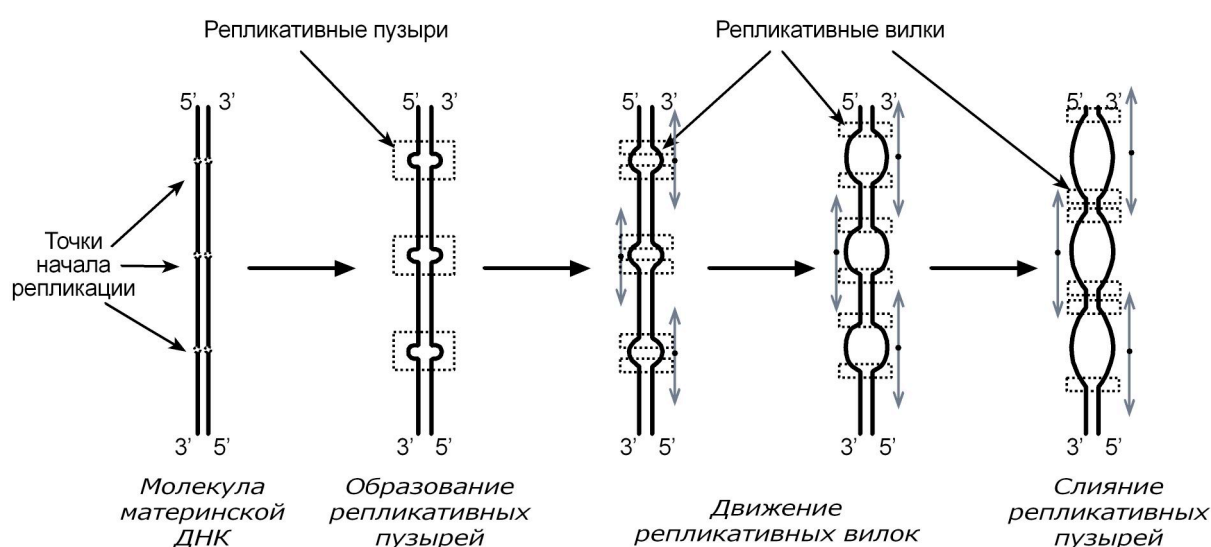 Репликативные пузыри
Репликативные вилки
5’ 3’
5’ 3’
5’ 3’
5’ 3’
5’ 3’
Точки
начала
репликации
3’ 5’
3’ 5’
3’ 5’
3’ 5’
3’ 5’
Молекула
материнской
ДНК
Образование
репликативных
пузырей
Движение
репликативных вилок
Слияние
репликативных
пузырей